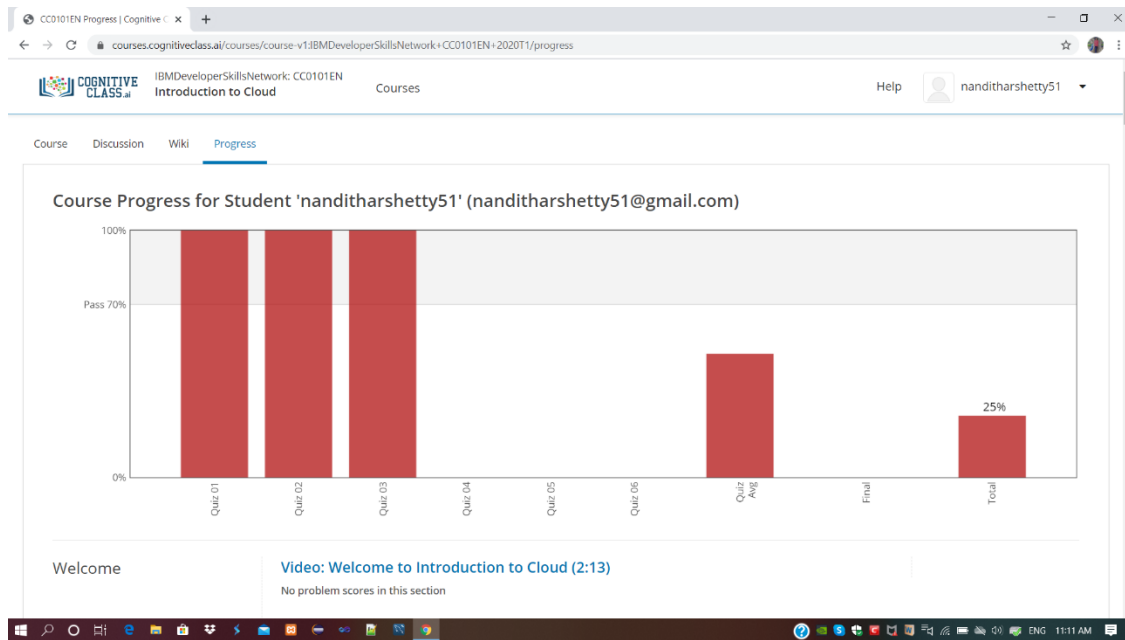 CC0101EN Progress | Cognitive C
courses.cognitiveclass.ai/courses/course-v1:IBMDeveloperSkillsNetwork+CC0101EN+2020T1/progress
COGNITIVE
CLASS.ai
IBMDeveloperSkillsNetwork: CC0101EN
Introduction to Cloud
Courses
Help
nanditharshetty51
Course Discussion Wiki Progress
Course Progress for Student 'nanditharshetty51' (nanditharshetty51@gmail.com)
100%
Pass 70%
25%
0%
Quiz 01
Quiz 02
Quiz 03
Quiz 04
Quiz 05
Quiz 06
Quiz
Avg
Final
Total
Welcome
Video: Welcome to Introduction to Cloud (2:13)
No problem scores in this section
ENG 11:11 AM